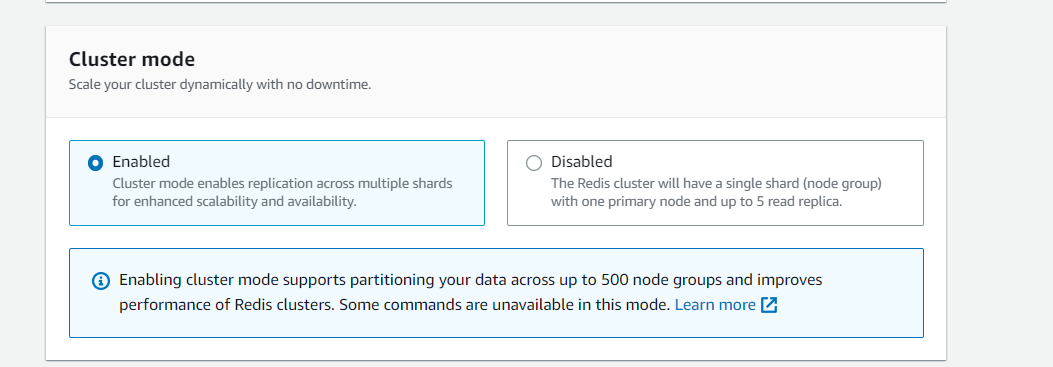 Cluster mode
Scale your cluster dynamically with no downtime.
Enabled
Cluster mode enables replication across multiple shards
for enhanced scalability and availability.
Disabled
The Redis cluster will have a single shard (node group)
with one primary node and up to 5 read replica.
Enabling cluster mode supports partitioning your data across up to 500 node groups and improves
performance of Redis clusters. Some commands are unavailable in this mode. Learn more